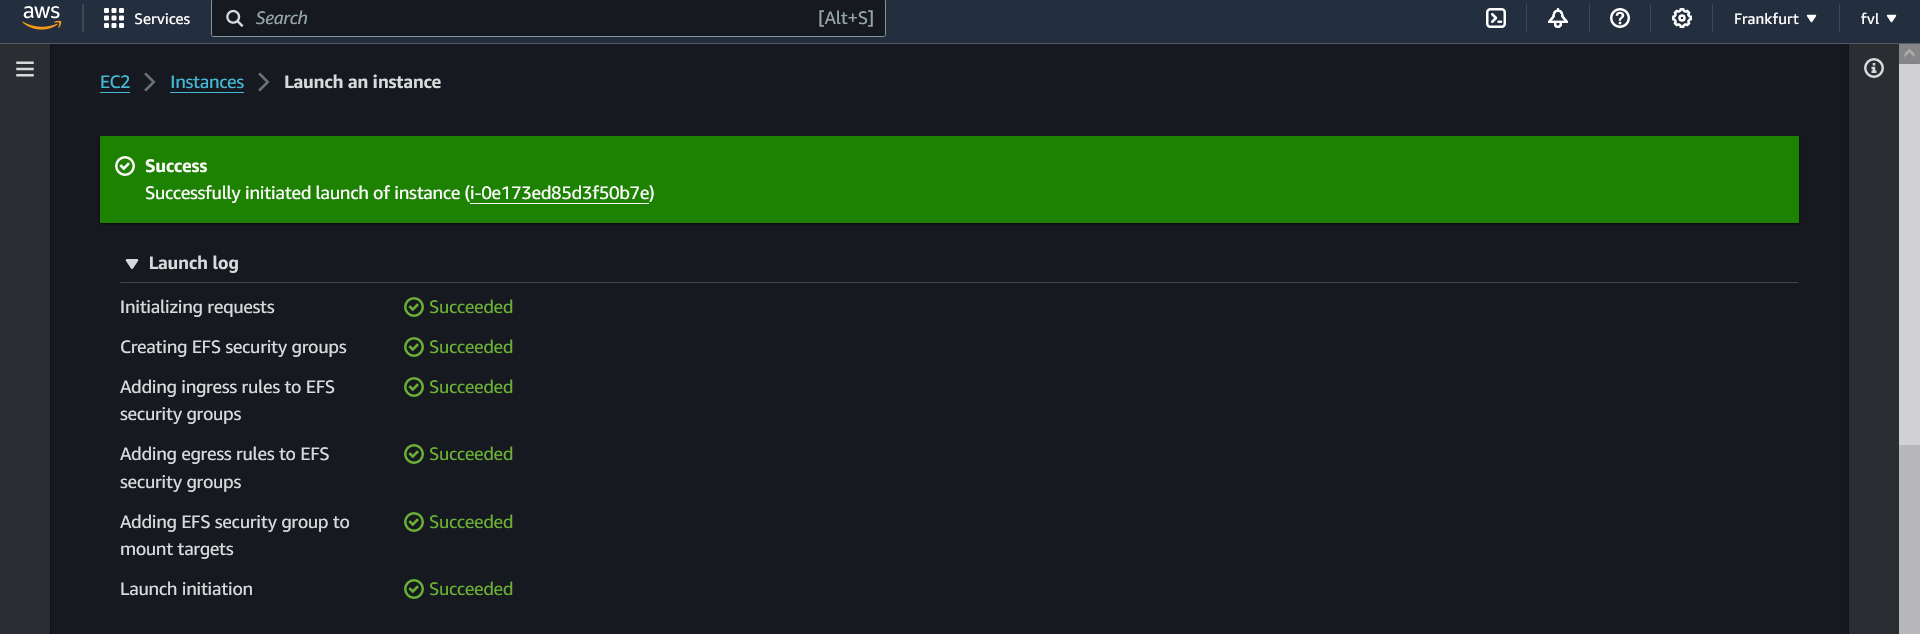 aws Services Search [Alt+S] Frankfurt fvl
EC2 Instances Launch an instance
Success
Successfully initiated launch of instance (i-0e173ed85d3f50b7e)
Launch log
Initializing requests Succeeded
Creating EFS security groups Succeeded
Adding ingress rules to EFS Succeeded
security groups
Adding egress rules to EFS Succeeded
security groups
Adding EFS security group to Succeeded
mount targets
Launch initiation Succeeded